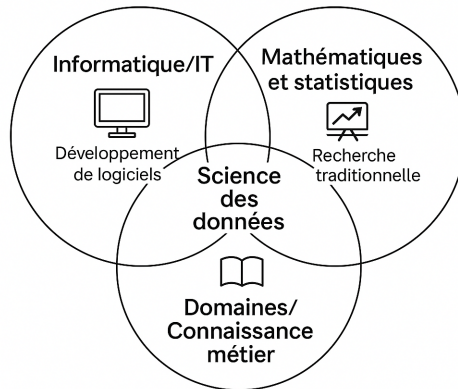 Informatique/IT
Développement
de logiciels
Mathématiques
et statistiques
Recherche
traditionnelle
Science
des
données
Domaines/
Connaissance
métier